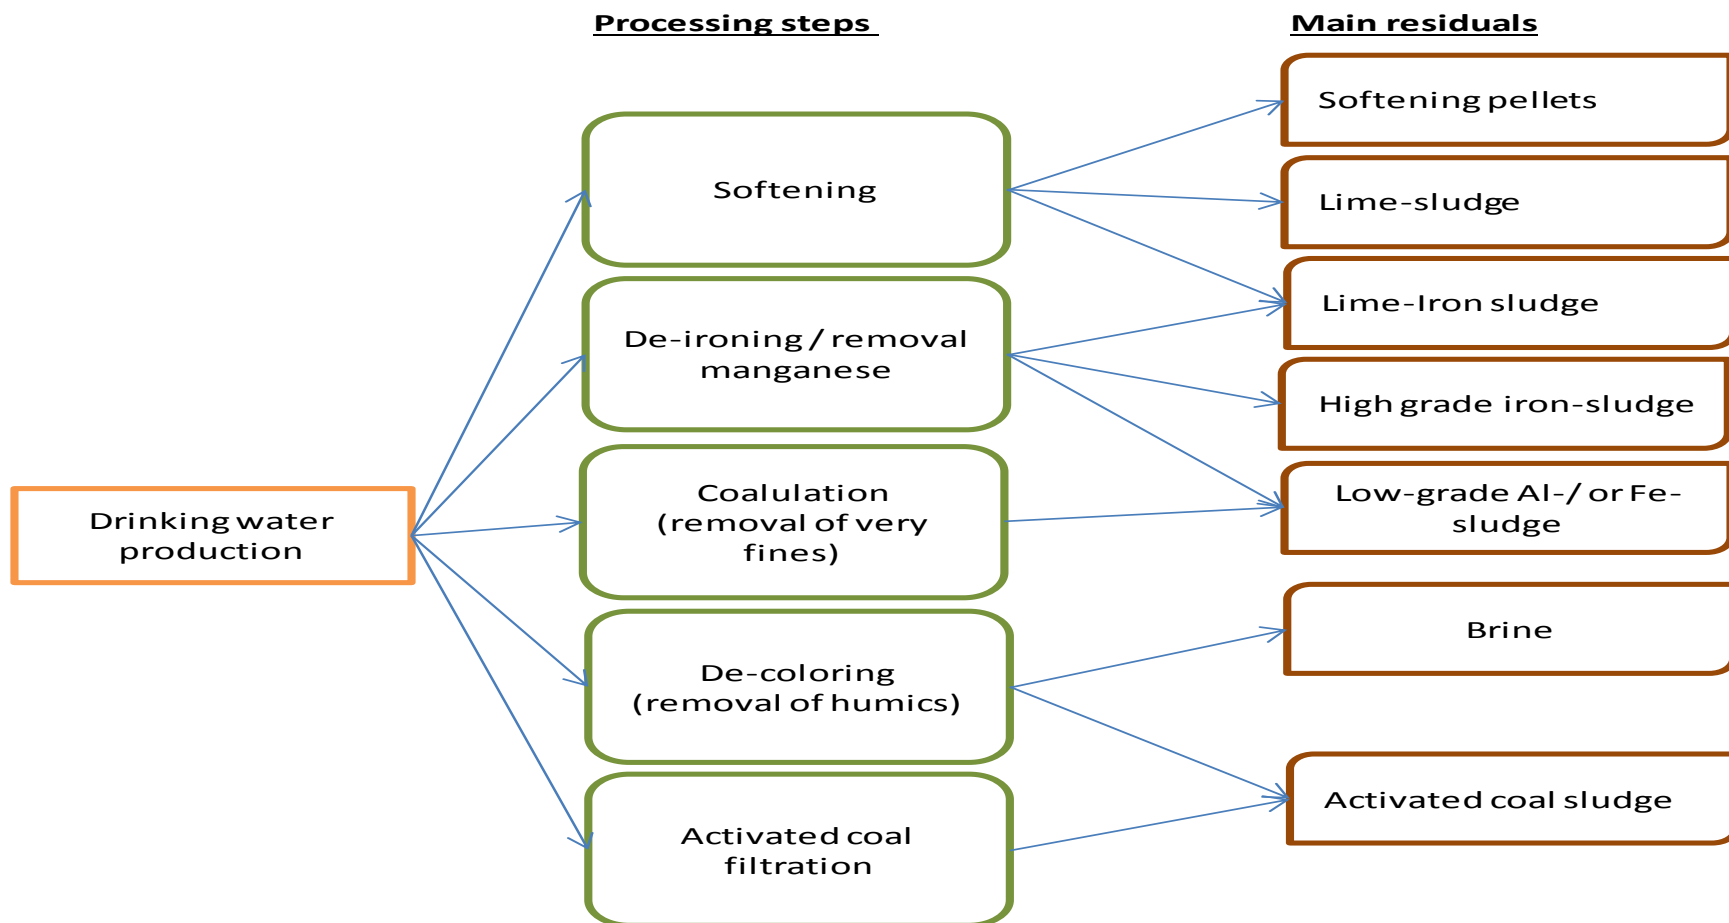 Processing steps
Main residuals
Softening pellets
Softening
Lime-sludge
Lime-Iron sludge
De-ironing / removal
manganese
High grade iron-sludge
Drinking water
production
Coalulation
(removal of very
fines)
Low-grade Al-/ or Fe-
sludge
De-coloring
(removal of humics)
Brine
Activated coal sludge
Activated coal
filtration